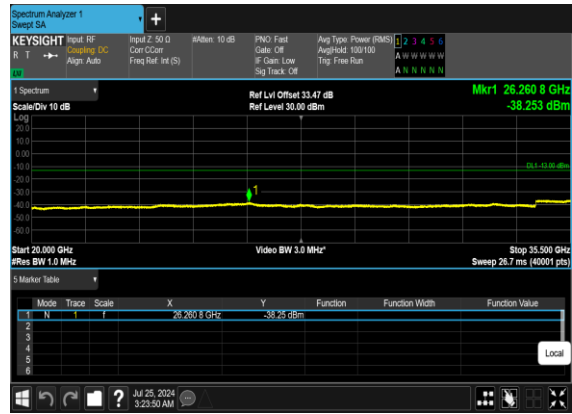 Spectrum Analyzer 1
Swept SA
+
KEYSIGHT Input: RF Input Z: 50 Ω #Atten: 10 dB PNO: Fast Avg Type: Power (RMS) 1 2 3 4 5 6
R T Coupling: DC Corr CCorr Gate: Off Avg|Hold: 100/100 A W W W W W
Align: Auto Freq Ref: Int (S) IF Gain: Low Trig: Free Run
LXI Sig Track: Off A N N N N N
1 Spectrum Ref Lvl Offset 33.47 dB Mkr1 26.260 8 GHz
Scale/Div 10 dB Ref Level 30.00 dBm -38.253 dBm
Log
20.0
10.0
0.00
-10.0 DL1 -13.00 dBm
-20.0
-30.0 1
-40.0
-50.0
-60.0
Start 20.000 GHz Video BW 3.0 MHz* Stop 35.500 GHz
#Res BW 1.0 MHz Sweep 26.7 ms (40001 pts)
5 Marker Table
Mode Trace Scale X Y Function Function Width Function Value
1 N 1 f 26.260 8 GHz -38.25 dBm
2
3
4
5
6
Local
? Jul 25, 2024
3:23:50 AM